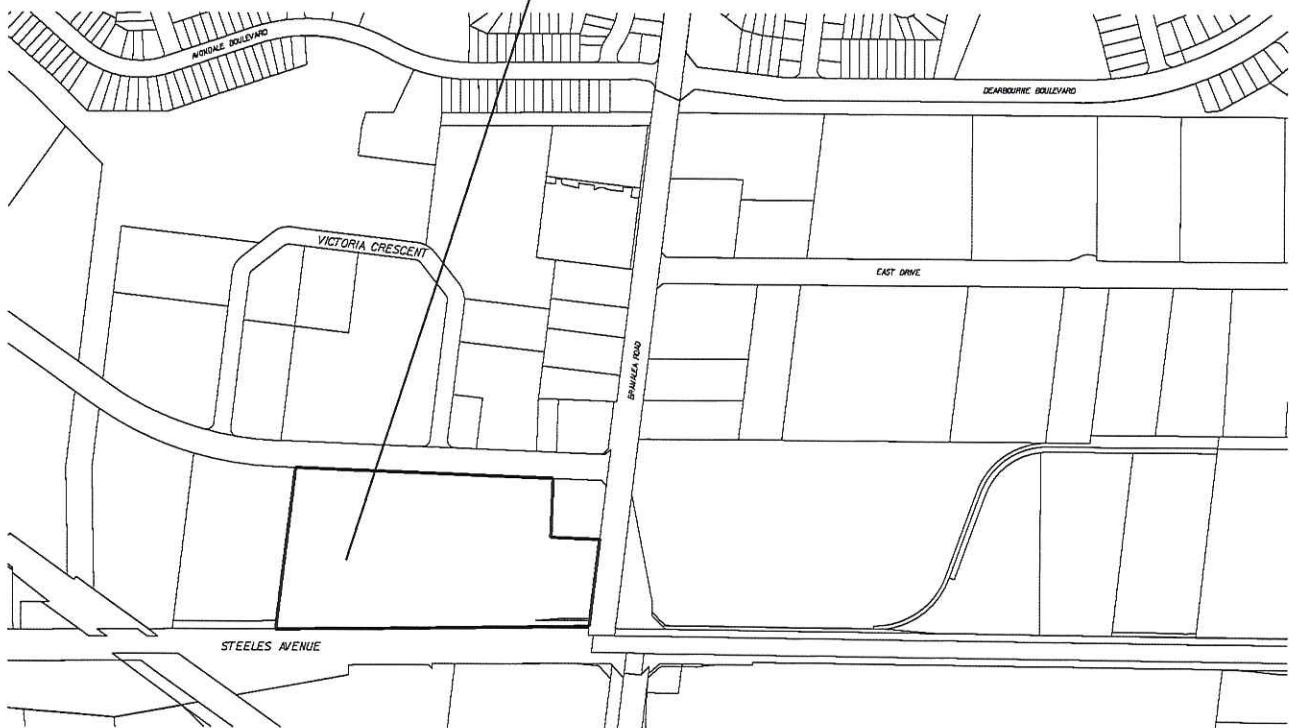 AVONDALE BOULEVARD
DEARBOURNE BOULEVARD
VICTORIA CRESCENT
EAST DRIVE
BRAMALEA ROAD
STEELES AVENUE